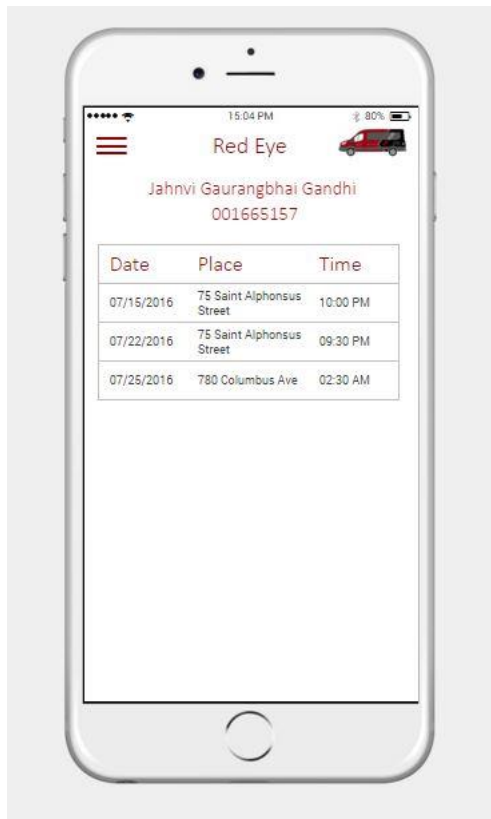 15:04 PM 80%
Red Eye
Jahnvi Gaurangbhai Gandhi
001665157
Date Place Time
07/15/2016 75 Saint Alphonsus Street 10:00 PM
07/22/2016 75 Saint Alphonsus Street 09:30 PM
07/25/2016 780 Columbus Ave 02:30 AM